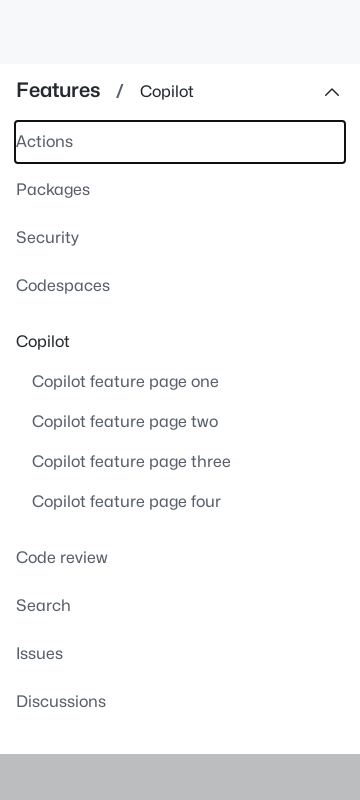 Features / Copilot
Actions
Packages
Security
Codespaces
Copilot
Copilot feature page one
Copilot feature page two
Copilot feature page three
Copilot feature page four
Code review
Search
Issues
Discussions